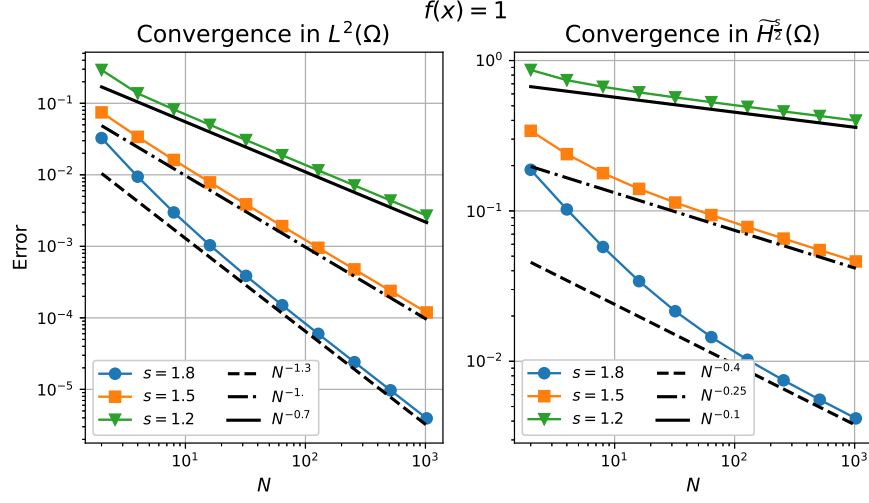 f(x) = 1
Convergence in L²(Ω)
Error
10⁻¹
10⁻²
10⁻³
10⁻⁴
10⁻⁵
s = 1.8
s = 1.5
s = 1.2
N⁻¹·³
N⁻¹·
N⁻⁰·⁷
10¹
10²
10³
N
Convergence in H̃^{s/2}(Ω)
10⁰
10⁻¹
10⁻²
s = 1.8
s = 1.5
s = 1.2
N⁻⁰·⁴
N⁻⁰·²⁵
N⁻⁰·¹
10¹
10²
10³
N